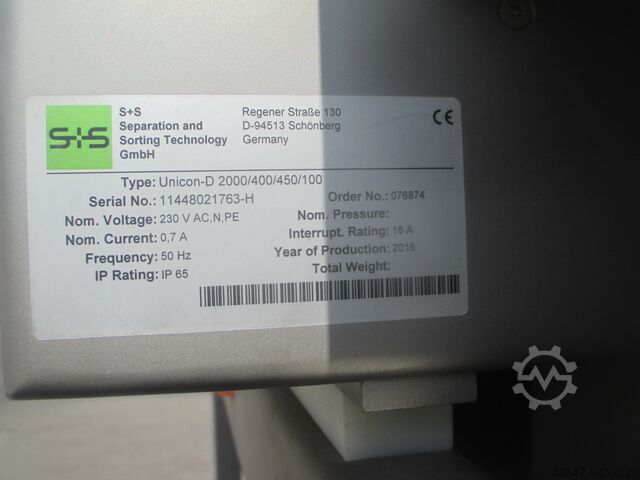 S+S
S+S
Separation and
Sorting Technology
GmbH
Regener Straße 130
D-94513 Schönberg
Germany
CE
Type: Unicon-D 2000/400/450/100
Serial No.: 11448021763-H
Order No.: 076874
Nom. Voltage: 230 V AC,N,PE
Nom. Pressure:
Nom. Current: 0,7 A
Interrupt. Rating: 16 A
Frequency: 50 Hz
Year of Production: 2015
IP Rating: IP 65
Total Weight: